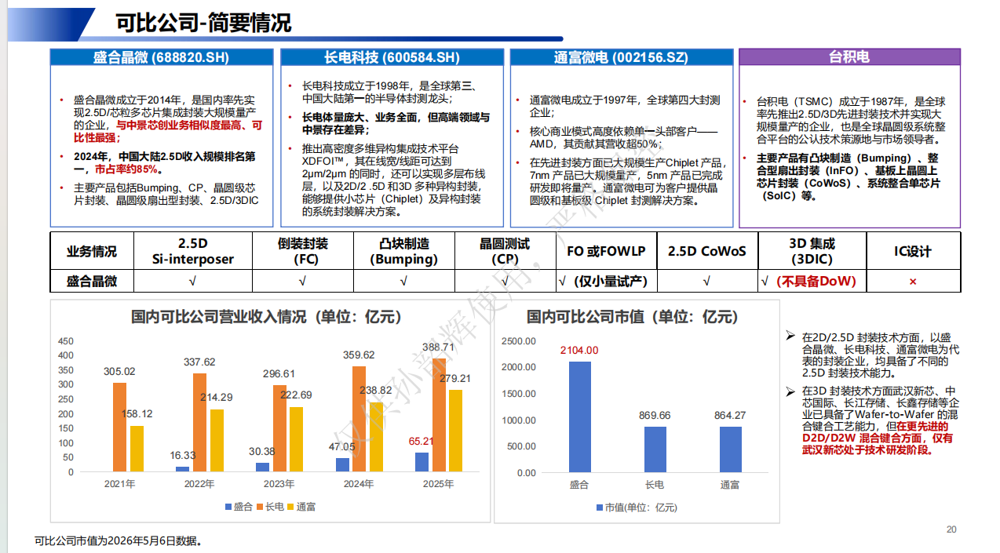 可比公司-简要情况
盛合晶微 (688820.SH)
• 盛合晶微成立于2014年，是国内率先实
现2.5D/芯粒多芯片集成封装大规模量产
的企业，与中景芯创业务相似度最高、可
比性最强；
• 2024年，中国大陆2.5D收入规模排名第
一，市占率约85%。
• 主要产品包括Bumping、CP、晶圆级芯
片封装、晶圆级扇出型封装、2.5D/3DIC
长电科技 (600584.SH)
• 长电科技成立于1998年，是全球第三、
中国大陆第一的半导体封测龙头；
• 长电体量庞大、业务全面，但高端领域与
中景存在差异；
• 推出高密度多维异构集成技术平台
XDFOI™，其在线宽/线距可达到
2μm/2μm 的同时，还可以实现多层布线
层，以及2D/2 .5D 和3D 多种异构封装，
能够提供小芯片（Chiplet）及异构封装
的系统封装解决方案。
通富微电 (002156.SZ)
• 通富微电成立于1997年，全球第四大封测
企业；
• 核心商业模式高度依赖单一头部客户——
AMD，其贡献其营收超50%；
• 在先进封装方面已大规模生产Chiplet 产品，
7nm 产品已大规模量产，5nm 产品已完成
研发即将量产。通富微电可为客户提供晶
圆级和基板级 Chiplet 封测解决方案。
台积电
• 台积电（TSMC）成立于1987年，是全球
率先推出2.5D/3D先进封装技术并实现大
规模量产的企业，也是全球晶圆级系统整
合平台的公认技术策源地与市场领导者。
• 主要产品有凸块制造（Bumping）、整
合型扇出封装（InFO）、基板上晶圆上
芯片封装（CoWoS）、系统整合单芯片
（SoIC）等。
业务情况 2.5D Si-interposer 倒装封装（FC） 凸块制造（Bumping） 晶圆测试（CP） FO 或FOWLP 2.5D CoWoS 3D 集成（3DIC） IC设计
盛合晶微 √ √ √ √ √（仅小量试产） √ √（不具备DoW） ×
国内可比公司营业收入情况（单位：亿元）
450
400
350
300
250
200
150
100
50
0
305.02
158.12
16.33
337.62
214.29
30.38
296.61
222.69
47.05
359.62
238.82
65.21
388.71
279.21
2021年 2022年 2023年 2024年 2025年
盛合 长电 通富
国内可比公司市值（单位：亿元）
2500.00
2000.00
1500.00
1000.00
500.00
0.00
2104.00
869.66
864.27
盛合 长电 通富
市值(单位：亿元)
➢ 在2D/2.5D 封装技术方面，以盛
合晶微、长电科技、通富微电为代
表的封装企业，均具备了不同的
2.5D 封装技术能力。
➢ 在3D 封装技术方面武汉新芯、中
芯国际、长江存储、长鑫存储等企
业已具备了Wafer-to-Wafer 的混
合键合工艺能力，但在更先进的
D2D/D2W 混合键合方面，仅有
武汉新芯处于技术研发阶段。
可比公司市值为2026年5月6日数据。
20